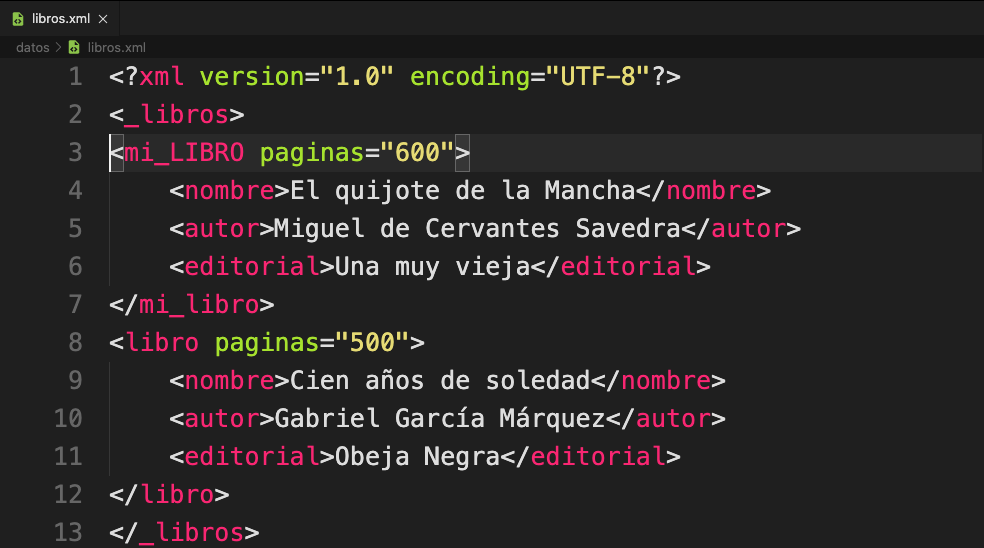 libros.xml ×
datos > libros.xml
1 <?xml version="1.0" encoding="UTF-8"?>
2 <_libros>
3 <mi_LIBRO paginas="600">
4     <nombre>El quijote de la Mancha</nombre>
5     <autor>Miguel de Cervantes Savedra</autor>
6     <editorial>Una muy vieja</editorial>
7 </mi_libro>
8 <libro paginas="500">
9     <nombre>Cien años de soledad</nombre>
10     <autor>Gabriel García Márquez</autor>
11     <editorial>Obeja Negra</editorial>
12 </libro>
13 </_libros>